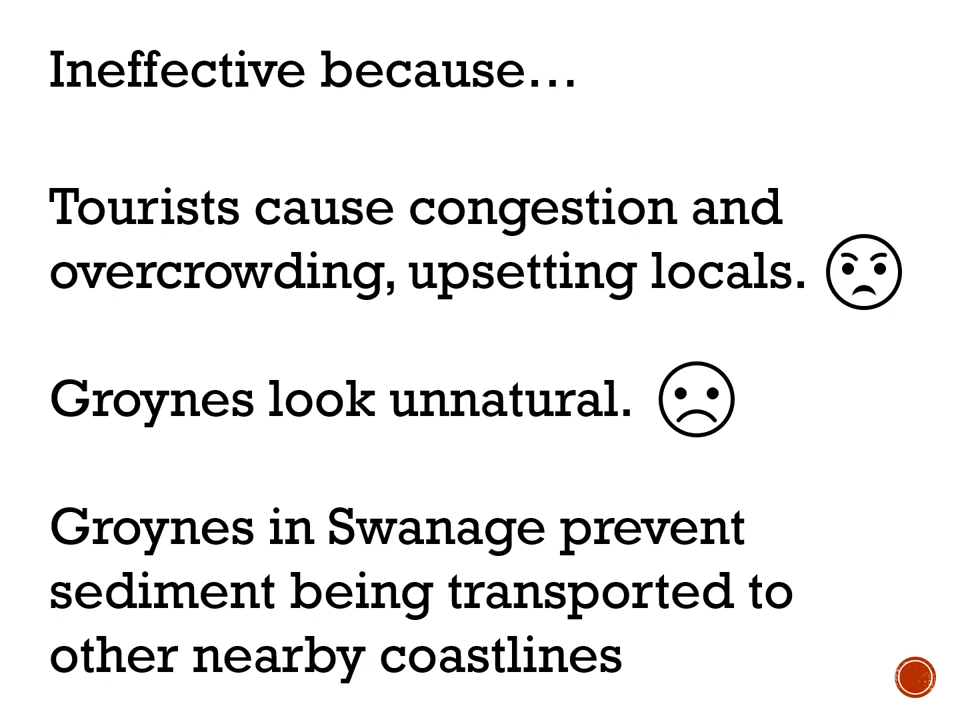 Ineffective because…
Tourists cause congestion and
overcrowding, upsetting locals.
Groynes look unnatural.
Groynes in Swanage prevent
sediment being transported to
other nearby coastlines